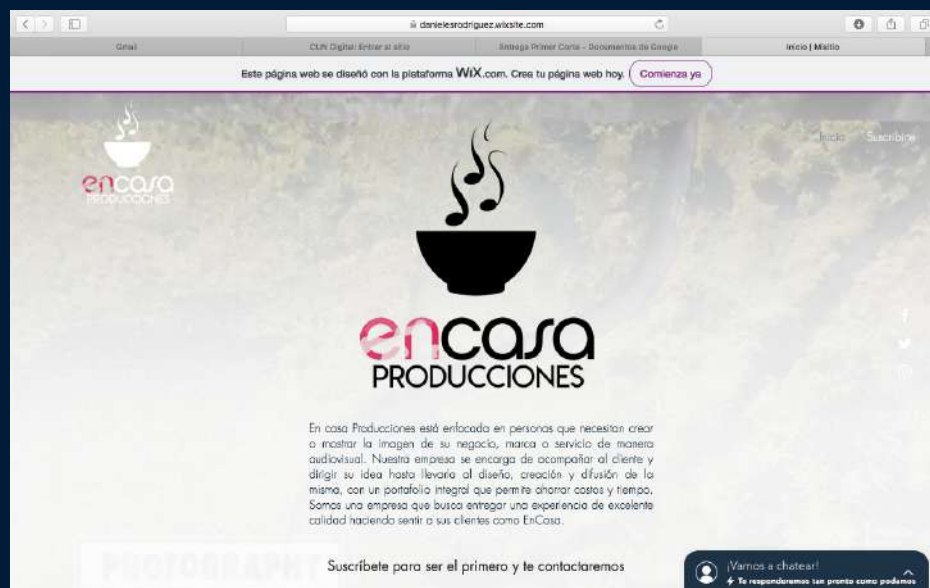 danielesrodriguez.wixsite.com
Gmail
CUN Digital: Entrar al sitio
Entrega Primer Corte - Documentos de Google
Inicio | Misitio
Este página web se diseñó con la plataforma WiX.com. Crea tu página web hoy. Comienza ya
Inicio Suscribite
encasa
PRODUCCIONES
encasa
PRODUCCIONES
En casa Producciones está enfocada en personas que necesitan crear
o mostrar la imagen de su negocio, marca o servicio de manera
audiovisual. Nuestra empresa se encarga de acompañar al cliente y
dirigir su idea hasta llevarla al diseño, creación y difusión de la
misma, con un portafolio integral que permite ahorrar costos y tiempo.
Somos una empresa que busca entregar una experiencia de excelente
calidad haciendo sentir a sus clientes como EnCasa.
PHOTOGRAPHY
Suscríbete para ser el primero y te contactaremos
¡Vamos a chatear!
Te responderemos tan pronto como podamos